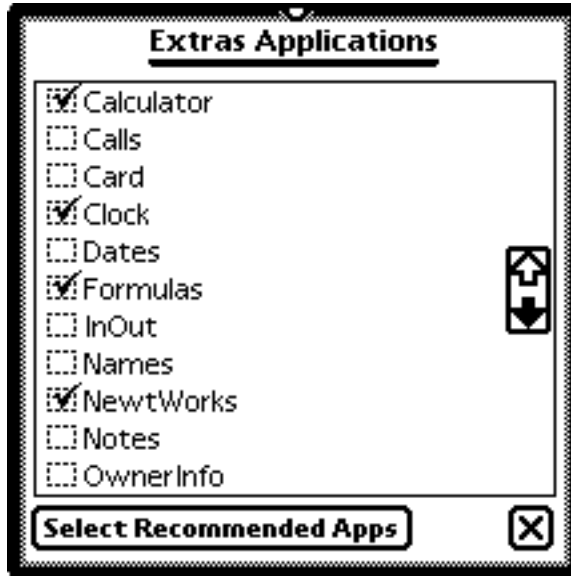 Extras Applications
Calculator
Calls
Card
Clock
Dates
Formulas
InOut
Names
NewtWorks
Notes
OwnerInfo
Select Recommended Apps